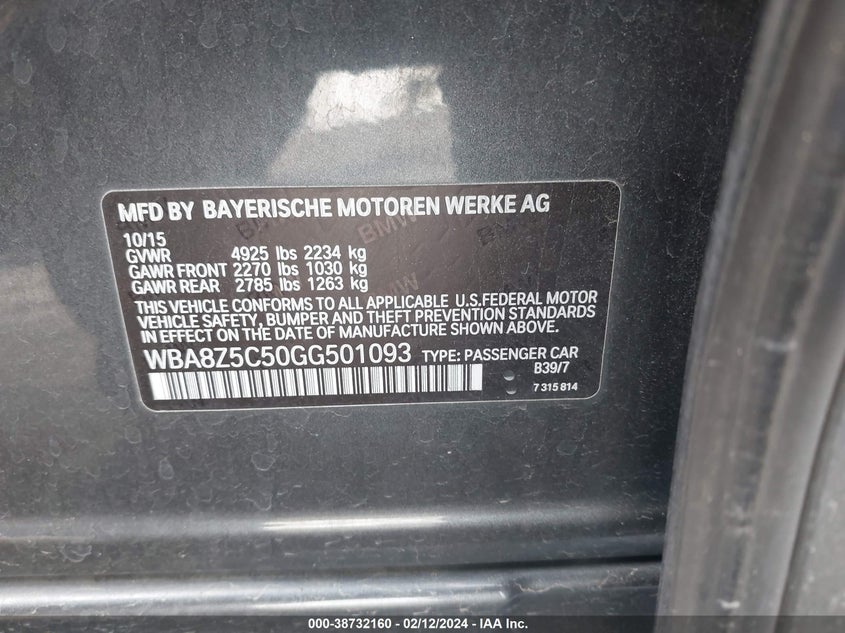 MFD BY BAYERISCHE MOTOREN WERKE AG
10/15
GVWR 4925 lbs 2234 kg
GAWR FRONT 2270 lbs 1030 kg
GAWR REAR 2785 lbs 1263 kg
THIS VEHICLE CONFORMS TO ALL APPLICABLE U.S.FEDERAL MOTOR
VEHICLE SAFETY, BUMPER AND THEFT PREVENTION STANDARDS
IN EFFECT ON THE DATE OF MANUFACTURE SHOWN ABOVE.
WBA8Z5C50GG501093 TYPE: PASSENGER CAR
B39/7
7 315 814
000-38732160 - 02/12/2024 - IAA Inc.